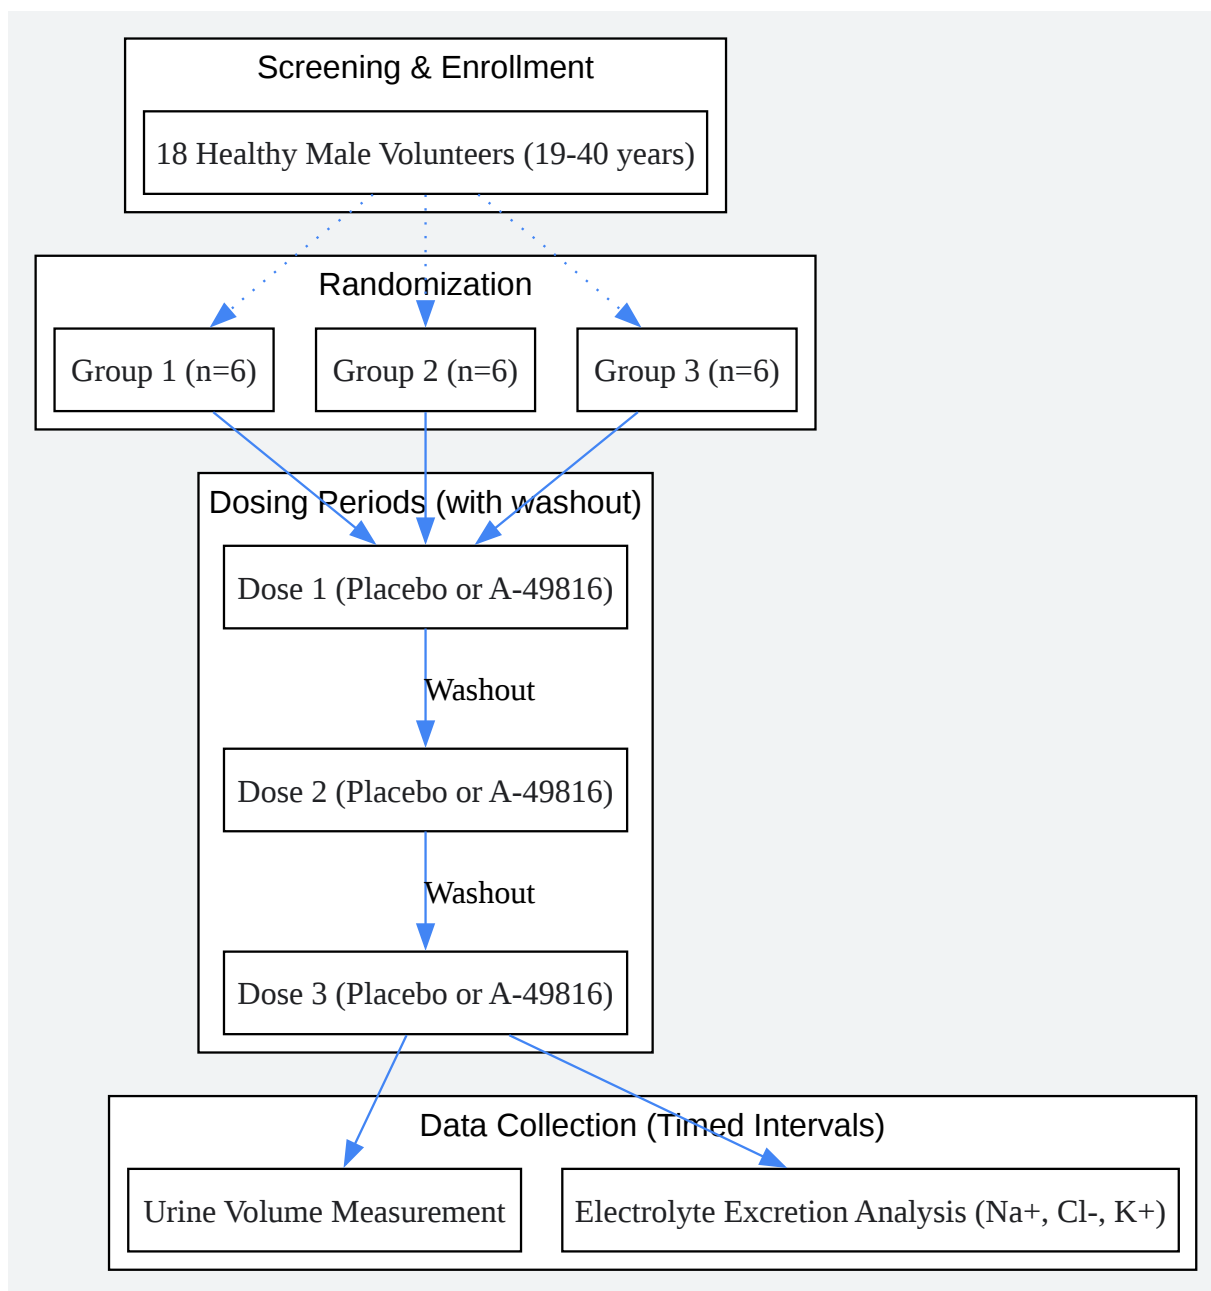 Screening & Enrollment
18 Healthy Male Volunteers (19-40 years)
Randomization
Group 1 (n=6)
Group 2 (n=6)
Group 3 (n=6)
Dosing Periods (with washout)
Dose 1 (Placebo or A-49816)
Washout
Dose 2 (Placebo or A-49816)
Washout
Dose 3 (Placebo or A-49816)
Data Collection (Timed Intervals)
Urine Volume Measurement
Electrolyte Excretion Analysis (Na+, Cl-, K+)